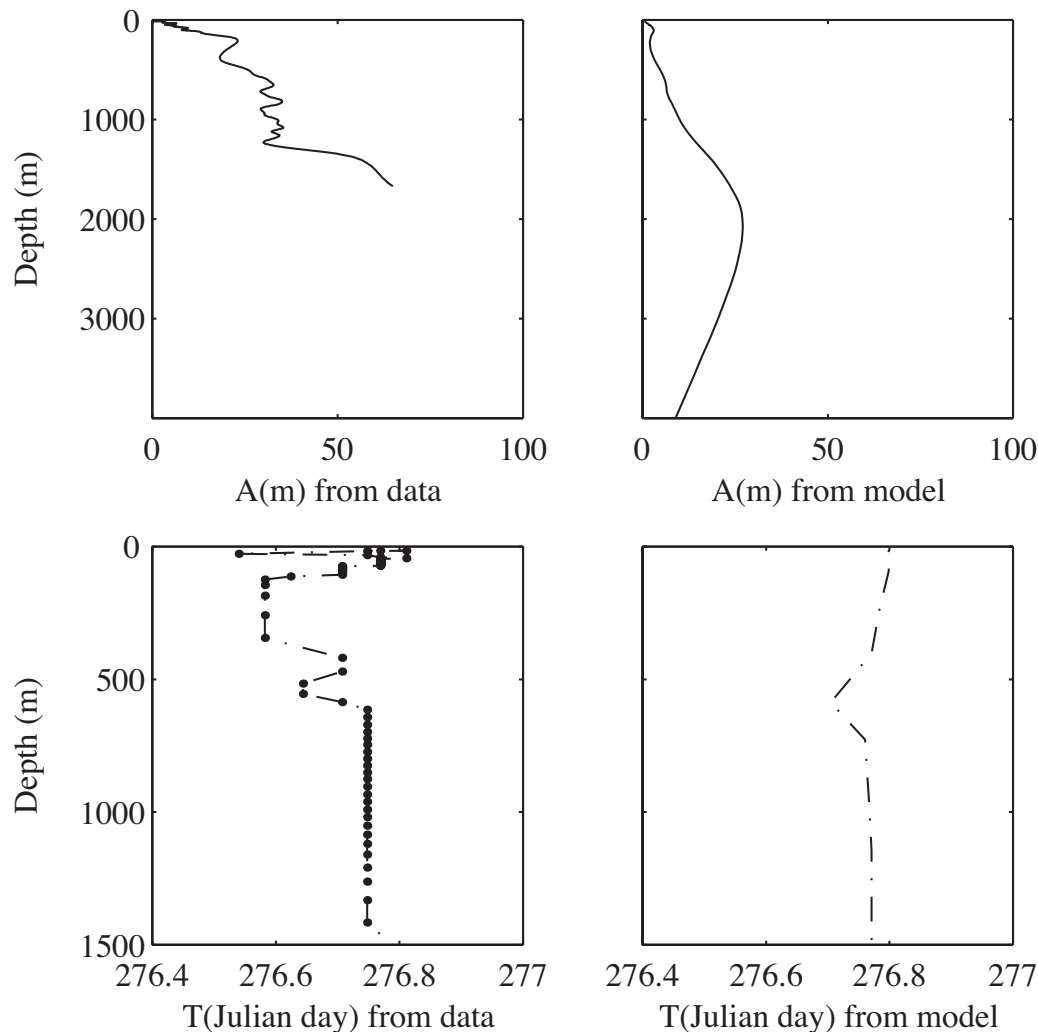 0
1000
2000
3000
Depth (m)
0 50 100
A(m) from data
0 50 100
A(m) from model
0
500
1000
1500
Depth (m)
276.4 276.6 276.8 277
T(Julian day) from data
276.4 276.6 276.8 277
T(Julian day) from model